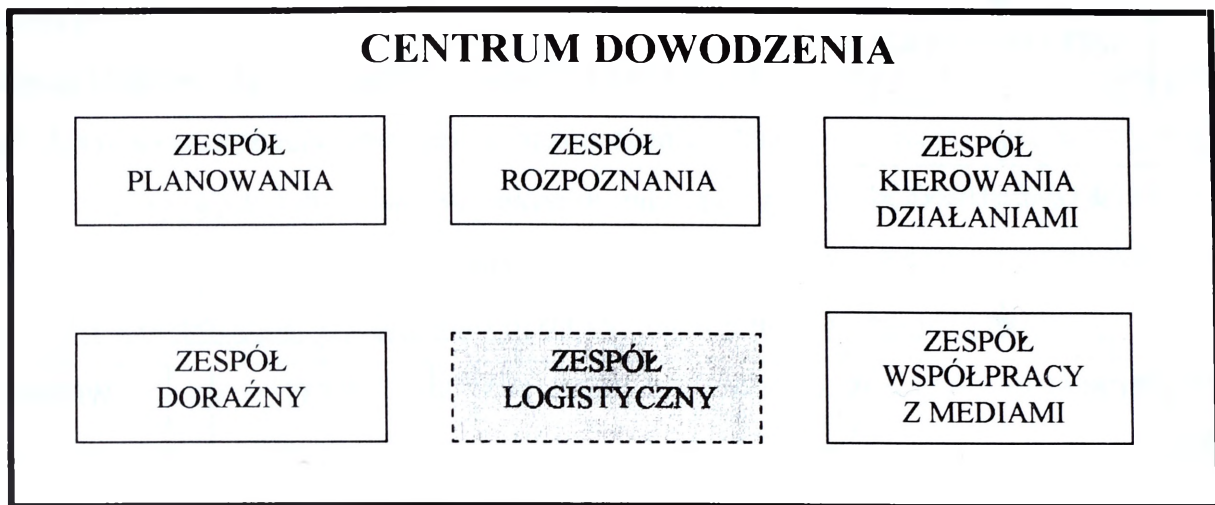 CENTRUM DOWODZENIA
ZESPÓŁ
PLANOWANIA
ZESPÓŁ
ROZPOZNANIA
ZESPÓŁ
KIEROWANIA
DZIAŁANIAMI
ZESPÓŁ
DORAŹNY
ZESPÓŁ
LOGISTYCZNY
ZESPÓŁ
WSPÓŁPRACY
Z MEDIAMI